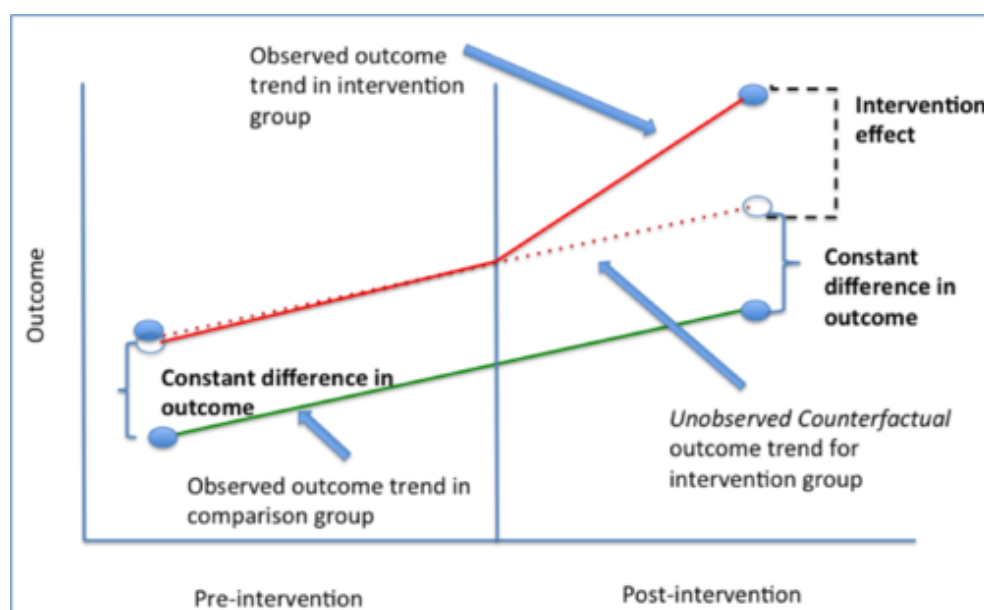 Observed outcome
trend in intervention
group
Intervention
effect
Constant
difference in
outcome
Outcome
Constant difference in
outcome
Unobserved Counterfactual
outcome trend for
intervention group
Observed outcome trend in
comparison group
Pre-intervention
Post-intervention